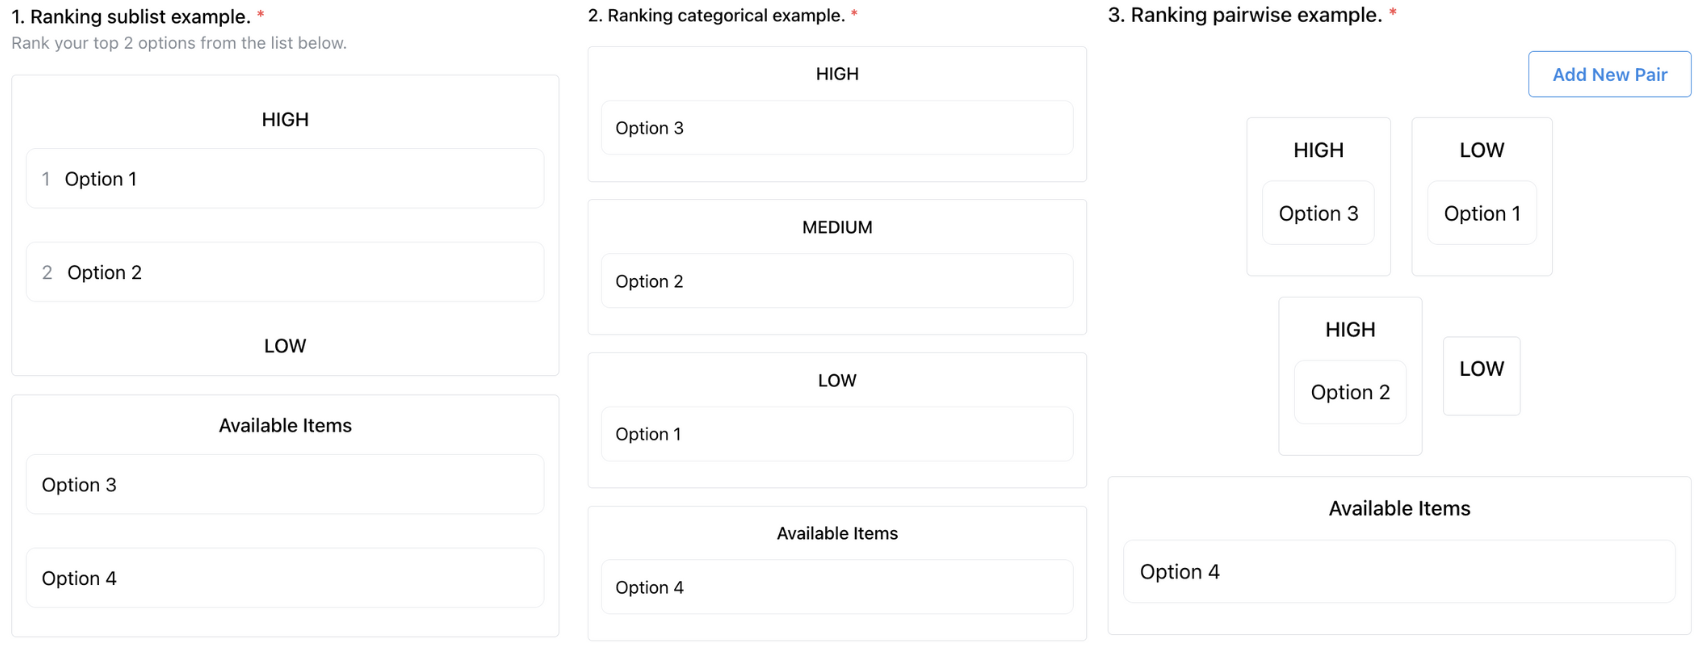 1. Ranking sublist example. *
Rank your top 2 options from the list below.
HIGH
1 Option 1
2 Option 2
LOW
Available Items
Option 3
Option 4
2. Ranking categorical example. *
HIGH
Option 3
MEDIUM
Option 2
LOW
Option 1
Available Items
Option 4
3. Ranking pairwise example. *
Add New Pair
HIGH
Option 3
LOW
Option 1
HIGH
Option 2
LOW
Available Items
Option 4